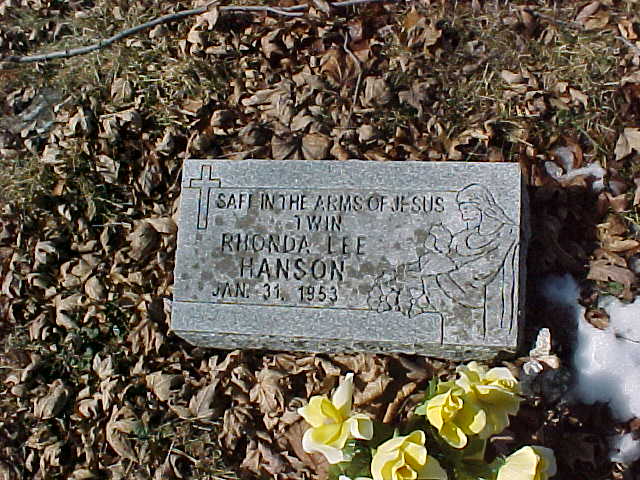 SAFE IN THE ARMS OF JESUS
TWIN
RHONDA LEE
HANSON
JAN. 31, 1953